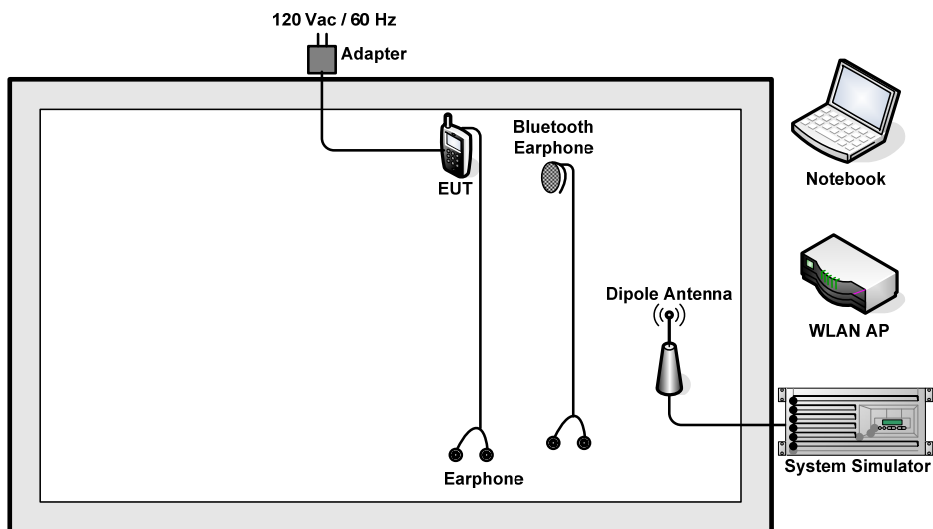 120 Vac / 60 Hz
Adapter
Bluetooth
Earphone
EUT
Notebook
Dipole Antenna
WLAN AP
System Simulator
Earphone